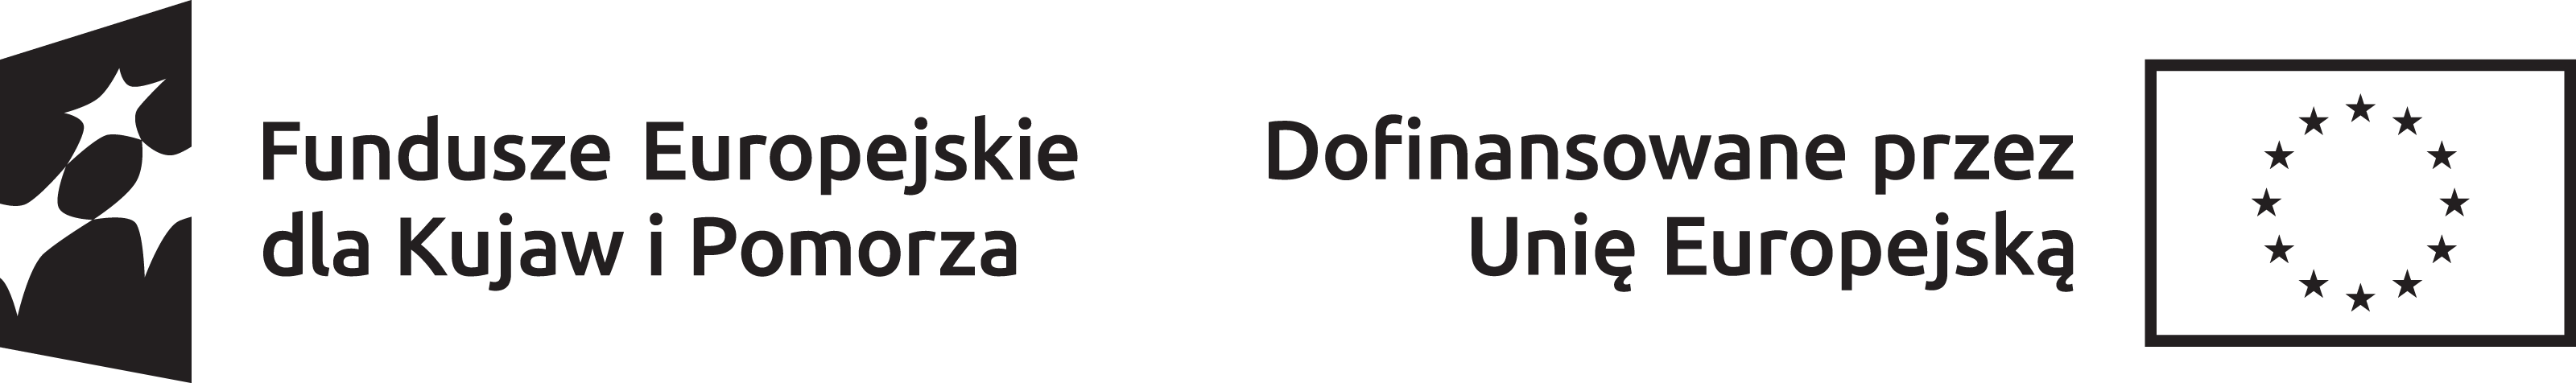 Fundusze Europejskie
dla Kujaw i Pomorza
Dofinansowane przez
Unię Europejską